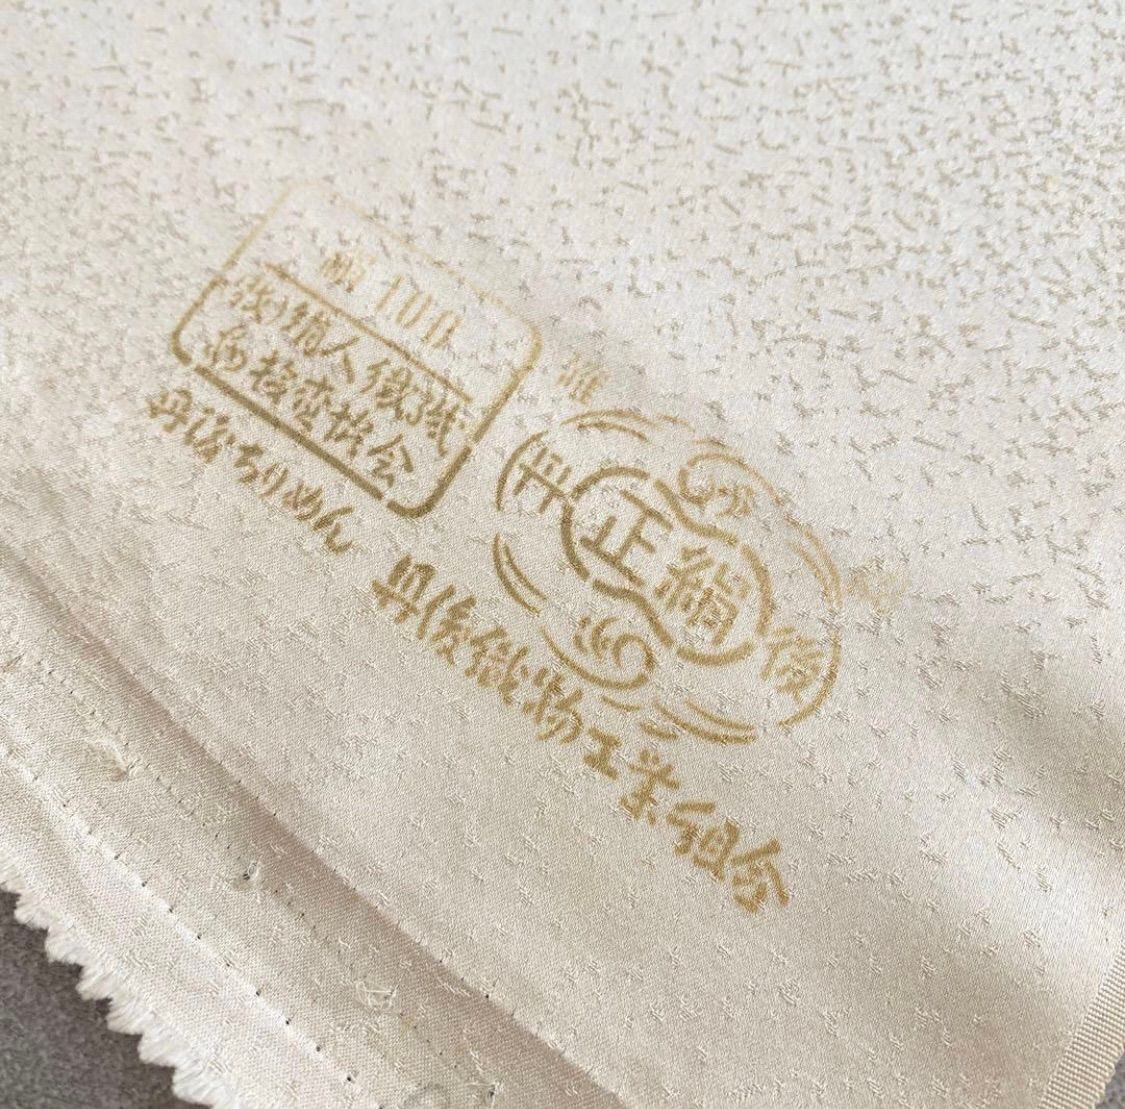 絹100
(社)絹人繊織
物検査協会
丹後ちりめん
丹 正絹 後
丹後織物工業組合